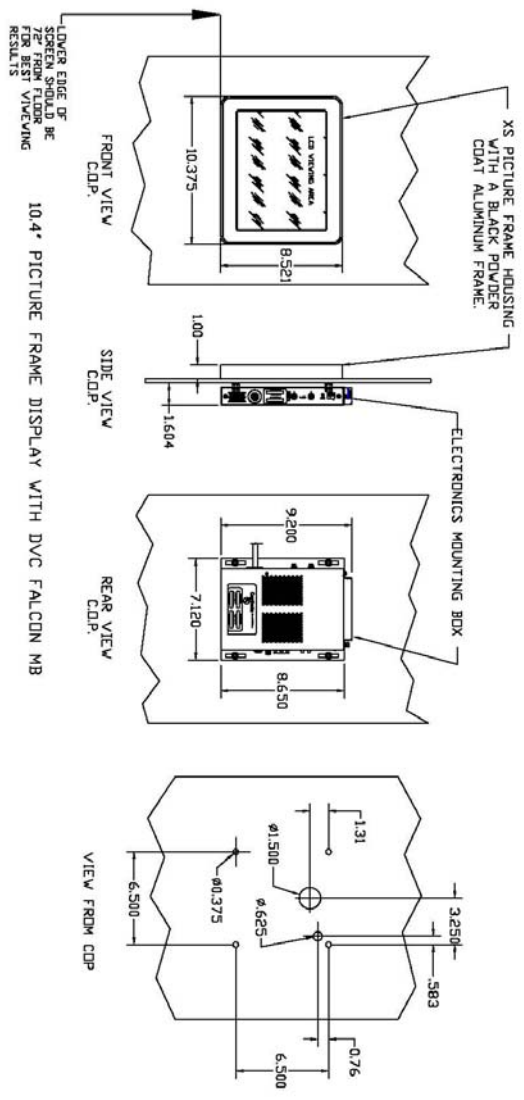 XS PICTURE FRAME HOUSING
WITH A BLACK POWDER
COAT ALUMINUM FRAME.
ELECTRONICS MOUNTING BOX
LCD VIEWING AREA
8.521
10.375
FRONT VIEW
C.O.P.
LOWER EDGE OF
SCREEN SHOULD BE
72" FROM FLOOR
FOR BEST VIWEWING
RESULTS
1.00
1.604
SIDE VIEW
C.O.P.
9.200
8.650
7.120
REAR VIEW
C.O.P.
3.250
.583
1.31
0.76
Ø1.500
Ø.625
Ø0.375
6.500
6.500
VIEW FROM COP
10.4" PICTURE FRAME DISPLAY WITH DVC FALCON MB